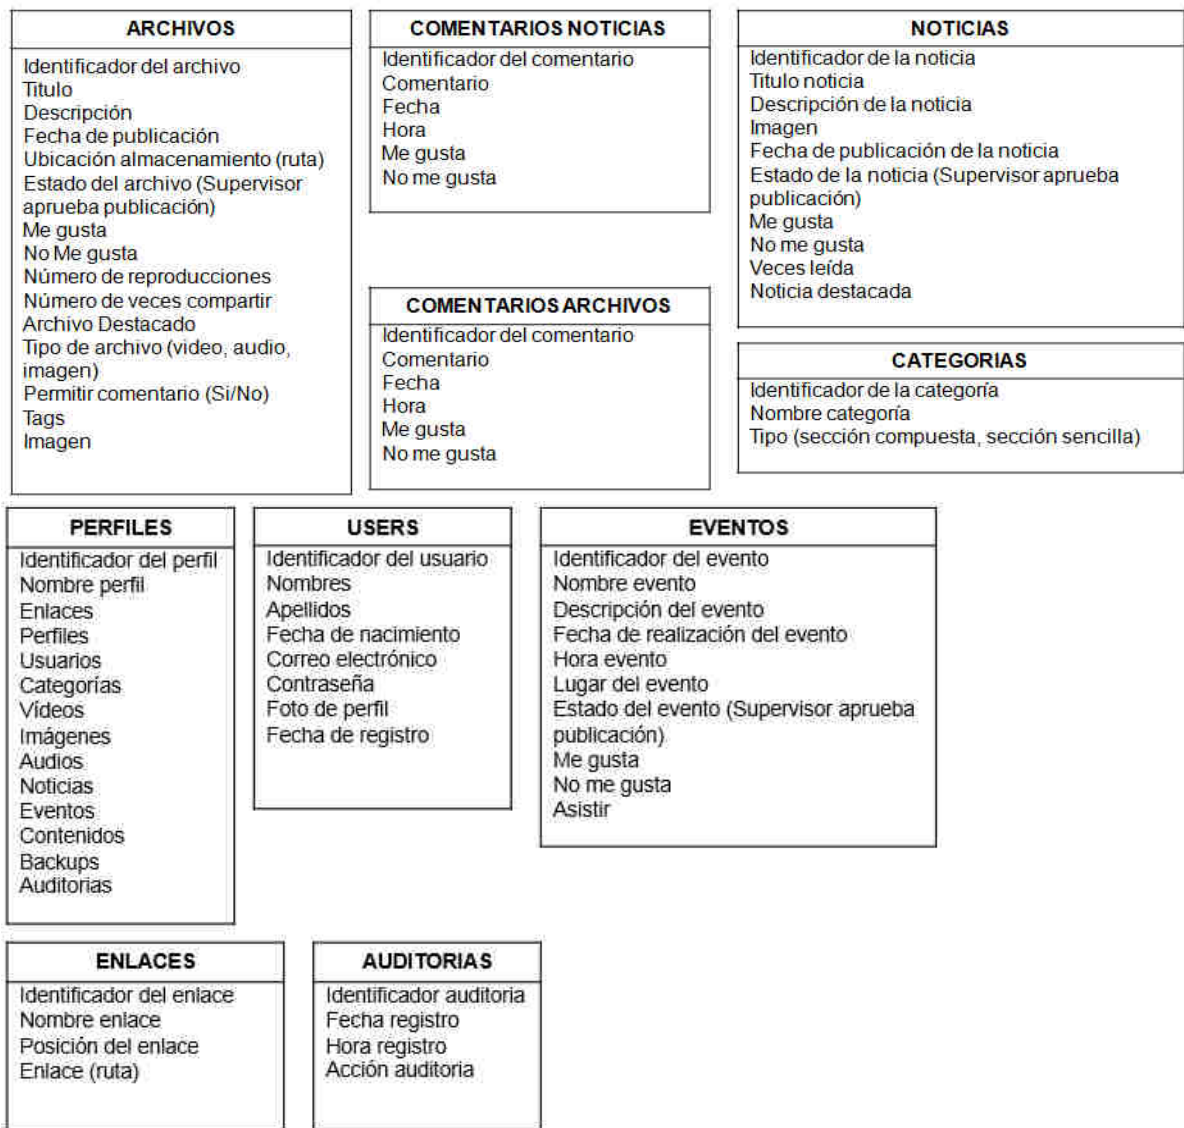 ARCHIVOS
Identificador del archivo
Titulo
Descripción
Fecha de publicación
Ubicación almacenamiento (ruta)
Estado del archivo (Supervisor
aprueba publicación)
Me gusta
No Me gusta
Número de reproducciones
Número de veces compartir
Archivo Destacado
Tipo de archivo (video, audio,
imagen)
Permitir comentario (Si/No)
Tags
Imagen
COMENTARIOS NOTICIAS
Identificador del comentario
Comentario
Fecha
Hora
Me gusta
No me gusta
COMENTARIOS ARCHIVOS
Identificador del comentario
Comentario
Fecha
Hora
Me gusta
No me gusta
NOTICIAS
Identificador de la noticia
Titulo noticia
Descripción de la noticia
Imagen
Fecha de publicación de la noticia
Estado de la noticia (Supervisor aprueba
publicación)
Me gusta
No me gusta
Veces leída
Noticia destacada
CATEGORIAS
Identificador de la categoría
Nombre categoría
Tipo (sección compuesta, sección sencilla)
PERFILES
Identificador del perfil
Nombre perfil
Enlaces
Perfiles
Usuarios
Categorías
Vídeos
Imágenes
Audios
Noticias
Eventos
Contenidos
Backups
Auditorias
USERS
Identificador del usuario
Nombres
Apellidos
Fecha de nacimiento
Correo electrónico
Contraseña
Foto de perfil
Fecha de registro
EVENTOS
Identificador del evento
Nombre evento
Descripción del evento
Fecha de realización del evento
Hora evento
Lugar del evento
Estado del evento (Supervisor aprueba
publicación)
Me gusta
No me gusta
Asistir
ENLACES
Identificador del enlace
Nombre enlace
Posición del enlace
Enlace (ruta)
AUDITORIAS
Identificador auditoria
Fecha registro
Hora registro
Acción auditoria